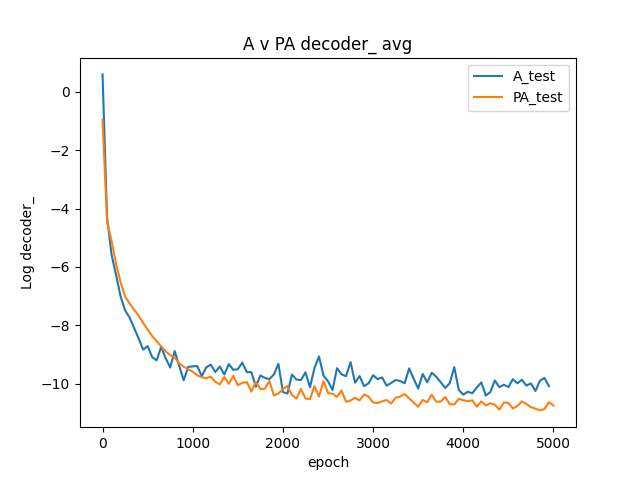 A v PA decoder_ avg
A_test
PA_test
0
−2
−4
−6
−8
−10
Log decoder_
0 1000 2000 3000 4000 5000
epoch